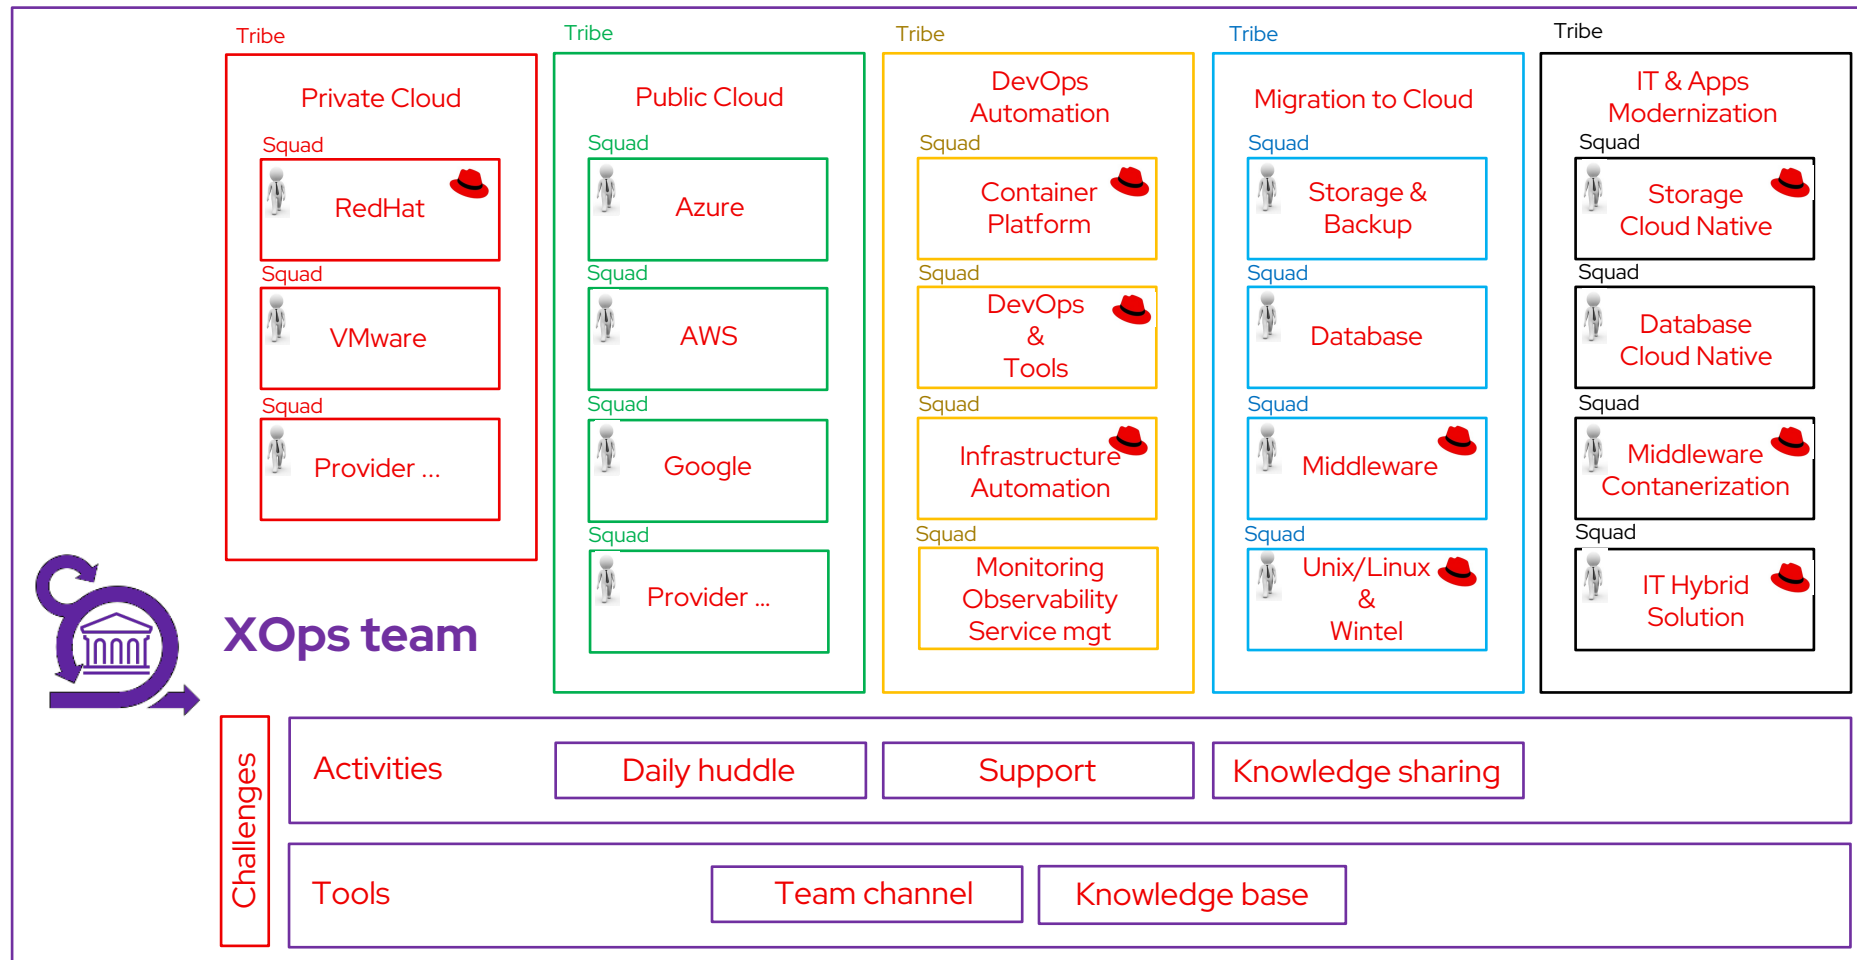 Tribe
Private Cloud
Squad
RedHat
Squad
VMware
Squad
Provider ...
Tribe
Public Cloud
Squad
Azure
Squad
AWS
Squad
Google
Squad
Provider ...
Tribe
DevOps
Automation
Squad
Container
Platform
Squad
DevOps
&
Tools
Squad
Infrastructure
Automation
Squad
Monitoring
Observability
Service mgt
Tribe
Migration to Cloud
Squad
Storage &
Backup
Squad
Database
Squad
Middleware
Squad
Unix/Linux
&
Wintel
Tribe
IT & Apps
Modernization
Squad
Storage
Cloud Native
Squad
Database
Cloud Native
Squad
Middleware
Contanerization
Squad
IT Hybrid
Solution
XOps team
Challenges
Activities
Daily huddle
Support
Knowledge sharing
Tools
Team channel
Knowledge base